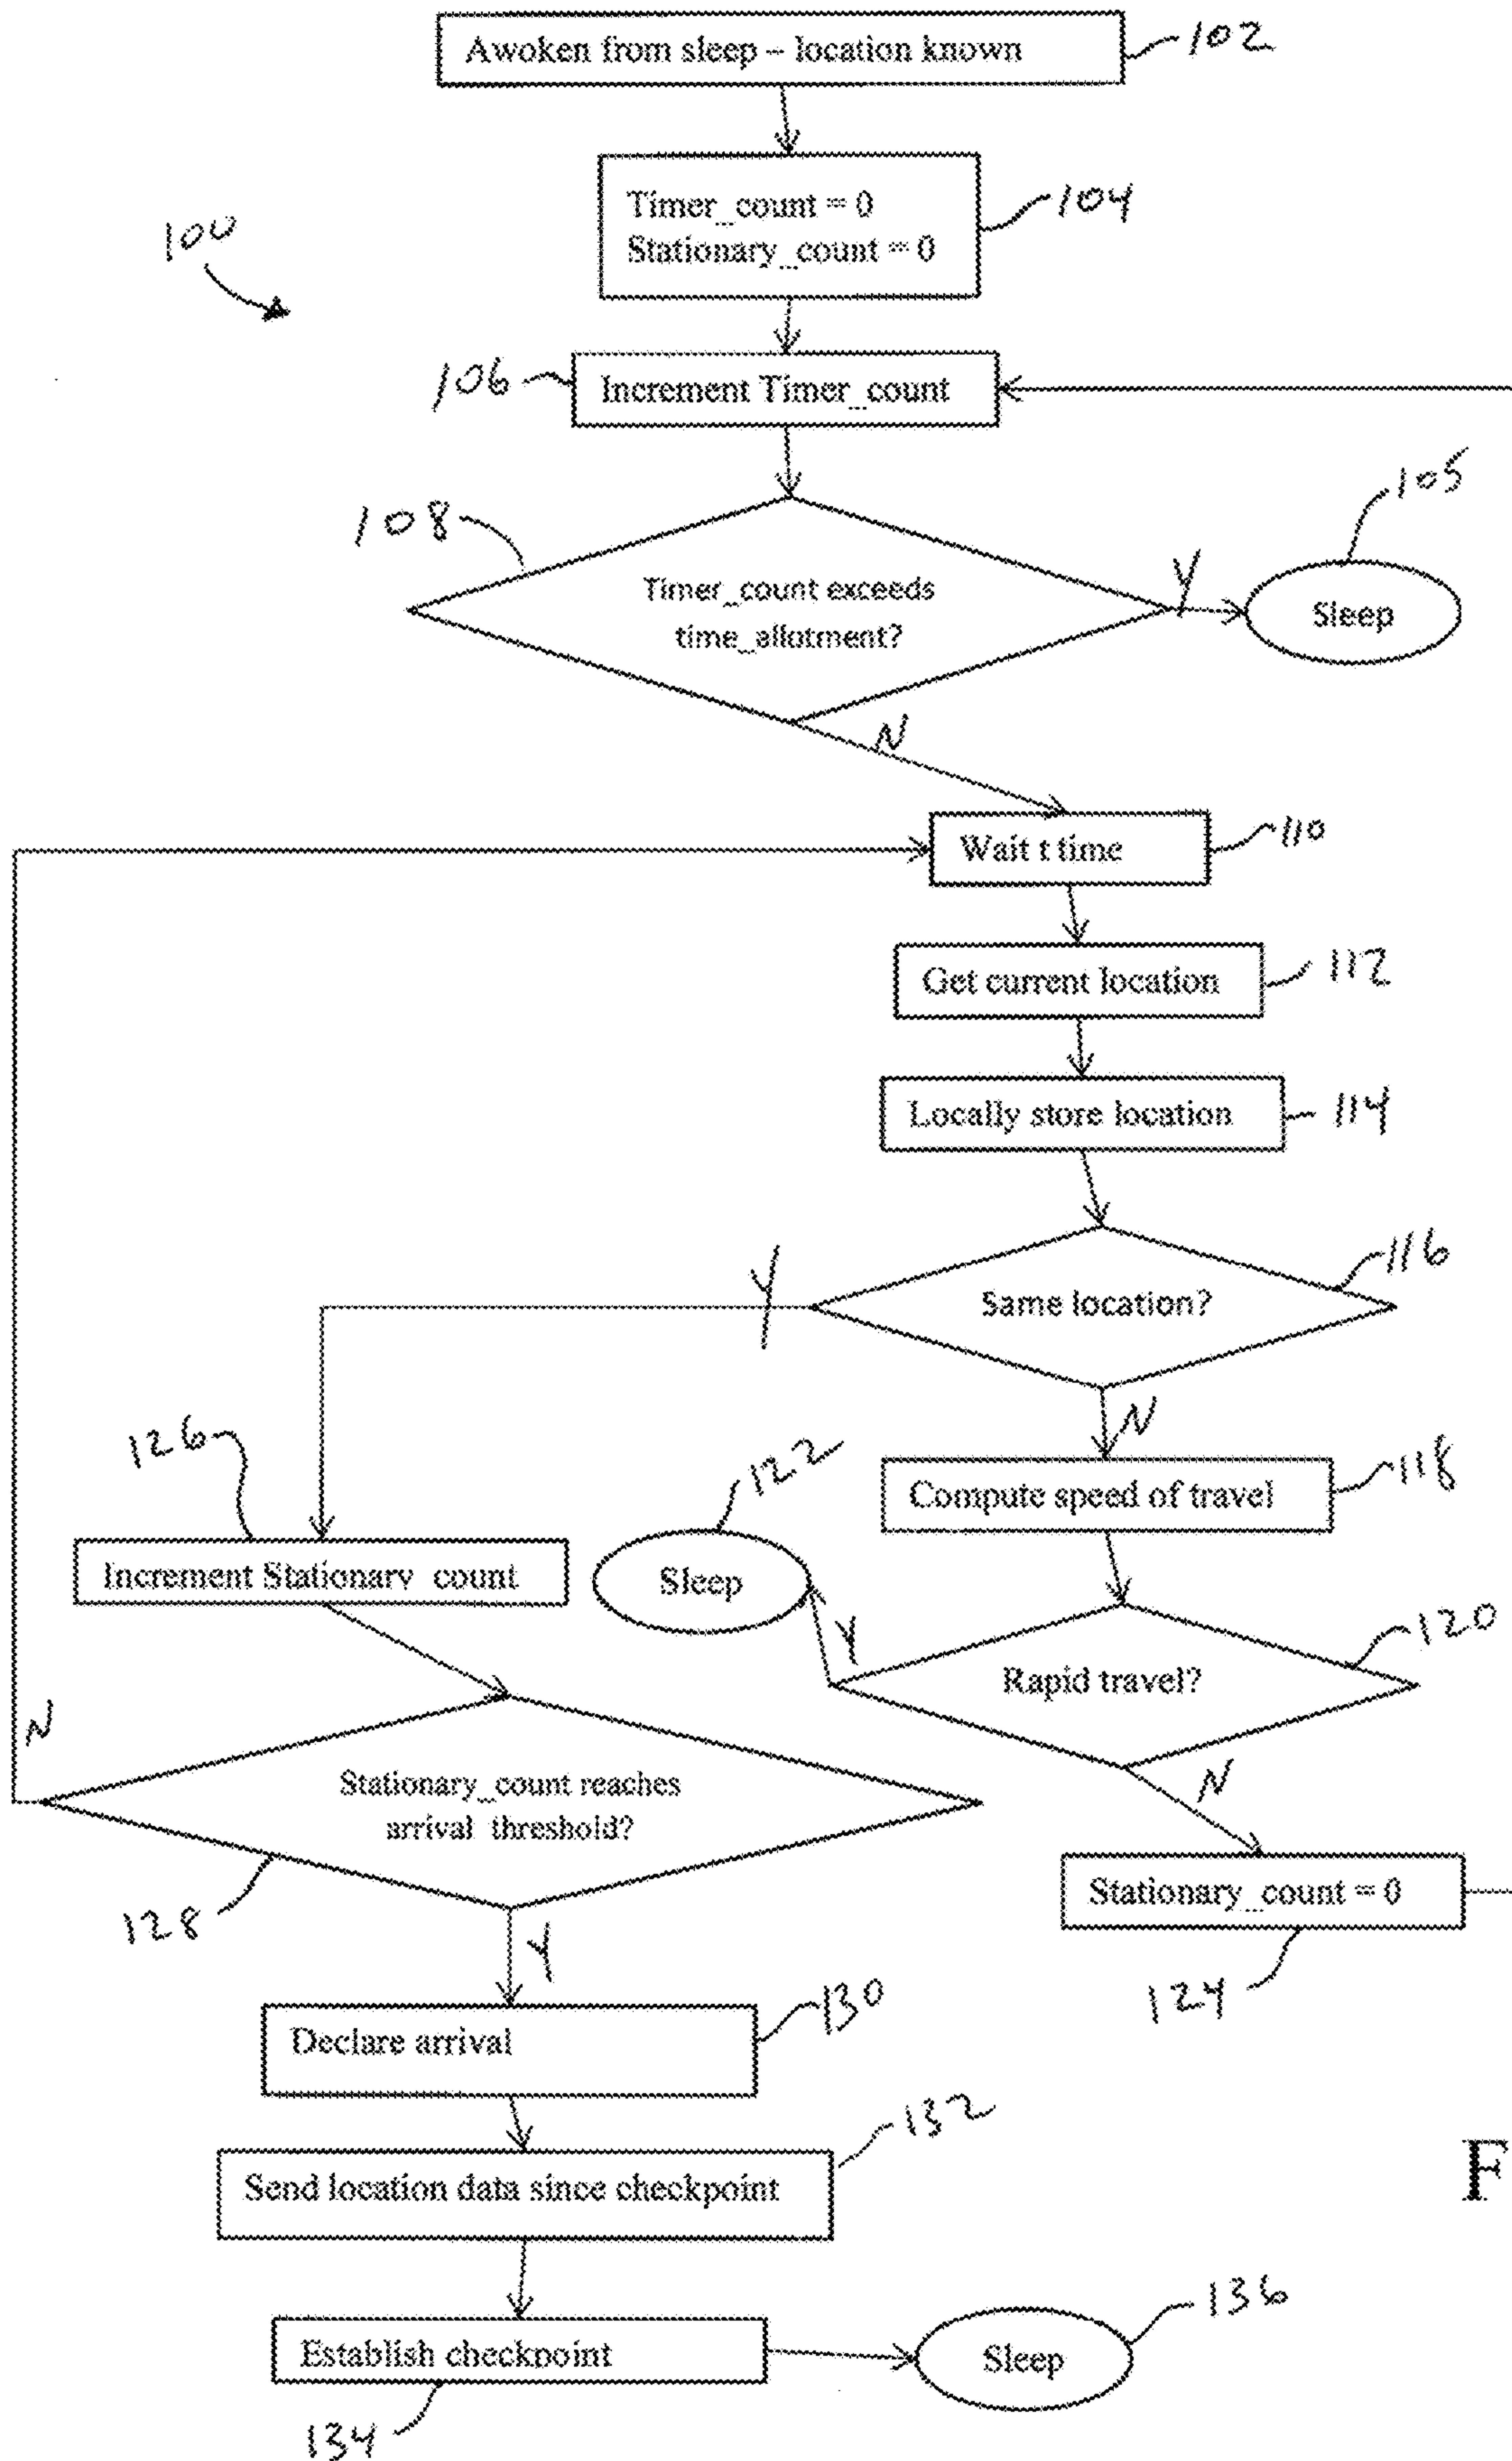 Awoken from sleep – location known
102
Timer_count = 0
Stationary_count = 0
104
100
106
Increment Timer_count
105
108
Timer_count exceeds
time_allotment?
Y
Sleep
N
Wait t time
110
Get current location
112
Locally store location
114
116
Y
Same location?
N
126
122
Compute speed of travel
118
Increment Stationary count
Sleep
120
Y
Rapid travel?
N
N
Stationary_count reaches
arrival threshold?
128
Stationary_count = 0
124
Y
Declare arrival
130
132
Send location data since checkpoint
F
136
Establish checkpoint
Sleep
134